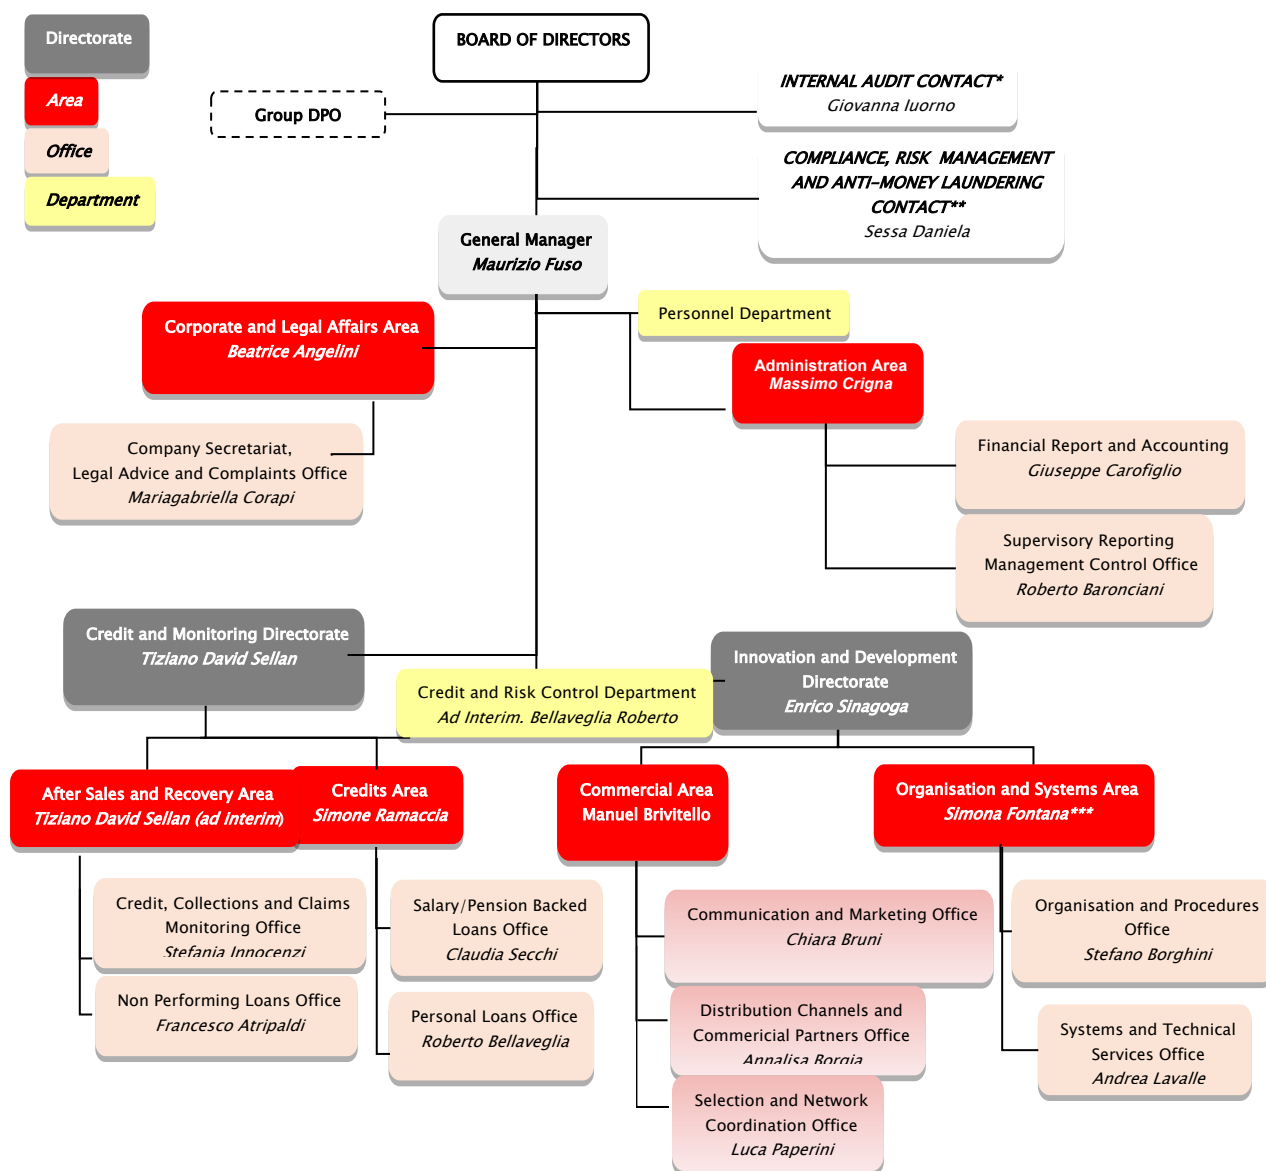 Directorate
Area
Office
Department
BOARD OF DIRECTORS
Group DPO
INTERNAL AUDIT CONTACT*
Giovanna Iuorno
COMPLIANCE, RISK MANAGEMENT
AND ANTI-MONEY LAUNDERING
CONTACT**
Sessa Daniela
General Manager
Maurizio Fuso
Personnel Department
Corporate and Legal Affairs Area
Beatrice Angelini
Administration Area
Massimo Crigna
Company Secretariat,
Legal Advice and Complaints Office
Mariagabriella Corapi
Financial Report and Accounting
Giuseppe Carofiglio
Supervisory Reporting
Management Control Office
Roberto Baronciani
Credit and Monitoring Directorate
Tiziano David Sellan
Credit and Risk Control Department
Ad Interim. Bellaveglia Roberto
Innovation and Development
Directorate
Enrico Sinagoga
After Sales and Recovery Area
Tiziano David Sellan (ad interim)
Credits Area
Simone Ramaccia
Commercial Area
Manuel Brivitello
Organisation and Systems Area
Simona Fontana***
Credit, Collections and Claims
Monitoring Office
Stefania Innocenzi
Non Performing Loans Office
Francesco Atripaldi
Salary/Pension Backed
Loans Office
Claudia Secchi
Personal Loans Office
Roberto Bellaveglia
Communication and Marketing Office
Chiara Bruni
Distribution Channels and
Commericial Partners Office
Annalisa Borgia
Selection and Network
Coordination Office
Luca Paperini
Organisation and Procedures
Office
Stefano Borghini
Systems and Technical
Services Office
Andrea Lavalle